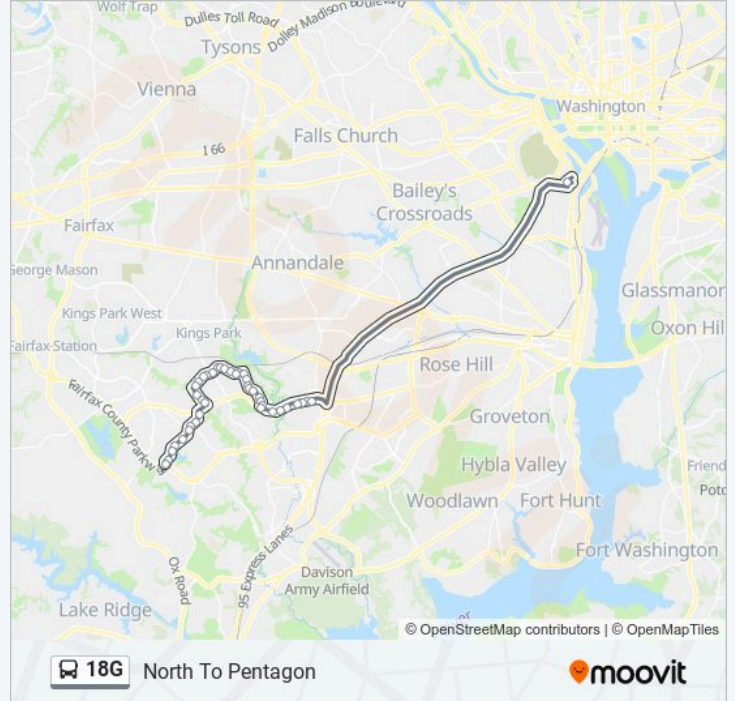 Wolf Trap
Dulles Toll Road
Dolley Madison Boulevard
Tysons
Vienna
Washington
Falls Church
I 66
Bailey's
Crossroads
Fairfax
Annandale
George Mason
Glassmanor
Kings Park West
Oxon Hil
Kings Park
Fairfax-Station
Rose Hill
Fairfax County Parkw
Groveton
Hybla Valley
Friend
Woodlawn
Fort Hunt
Poto
95 Express Lanes
Fort Washington
Ox Road
Davison
Army Airfield
Lake Ridge
er
© OpenStreetMap contributors | © OpenMapTiles
18G North To Pentagon
moovit